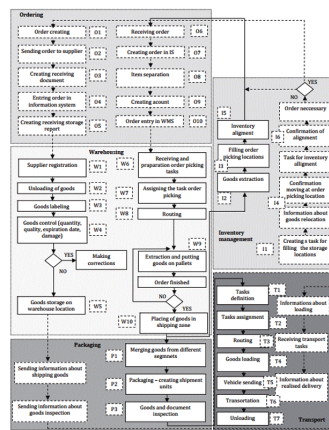 Ordering
Order creating
O1
Sending order to supplier
O2
Creating receiving
document
O3
Entring order in
information system
O4
Creating receiving storage
report
O5
Receiving order
O6
Creating order in IS
O7
Item separation
O8
Creating acount
O9
Order entry in WMS
O10
Warehousing
Supplier registration
W1
Unloading of goods
W2
Goods labeling
W3
Goods control (quantity,
quality, expiration date,
damage)
W4
YES
NO
Making
corrections
Goods storage on
warehouse location
W5
W6
Receiving and
preparation order picking
tasks
W7
Assigning the task order
picking
W8
Routing
W9
Extraction and putting
goods on pallets
Order finished
NO
YES
W10
Placing of goods in
shipping zone
YES
NO
Order necessary
I5
Inventory
aligment
I6
Confirmation of
alignment
Filling order
picking locations
I3
Task for inventory
alligment
Goods extraction
I2
Confirmation
moving at order
picking location
I4
Information about
goods relocation
Inventory
management
I1
Creating a task for
filling the storage
locations
Packaging
Sending information about
shipping goods
Sending information about
goods inspection
P1
Merging goods from different
segmnets
P2
Packaging – creating shipment
units
P3
Goods and document
inspection
Tasks
definition
T1
Tasks assignment
T2
Routing
T3
Goods loading
T4
Vehicle sending
T5
Transortation
T6
Unloading
T7
Informations about
loading
Receiving transport
tasks
Information about
realized delivery
Transport